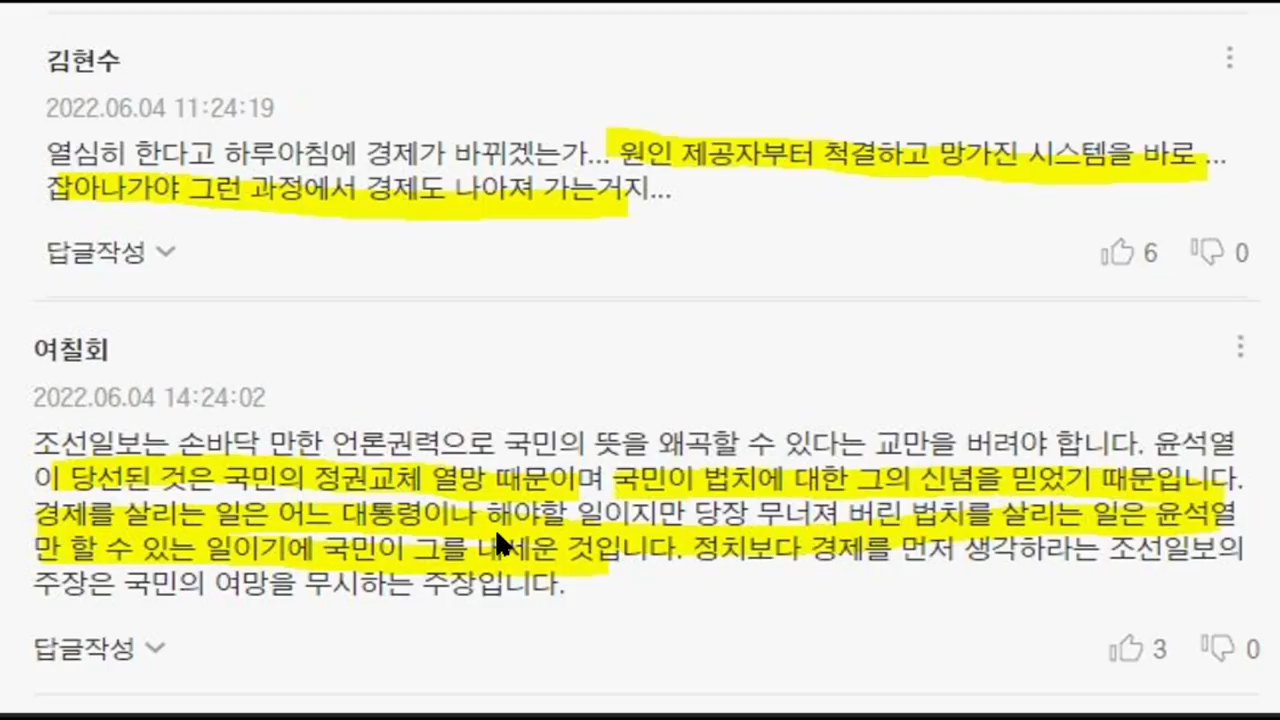 김현수
2022.06.04 11:24:19
열심히 한다고 하루아침에 경제가 바뀌겠는가... 원인 제공자부터 척결하고 망가진 시스템을 바로 ...
잡아나가야 그런 과정에서 경제도 나아져 가는거지...
답글작성
6 0
여칠회
2022.06.04 14:24:02
조선일보는 손바닥 만한 언론권력으로 국민의 뜻을 왜곡할 수 있다는 교만을 버려야 합니다. 윤석열
이 당선된 것은 국민의 정권교체 열망 때문이며 국민이 법치에 대한 그의 신념을 믿었기 때문입니다.
경제를 살리는 일은 어느 대통령이나 해야할 일이지만 당장 무너져 버린 법치를 살리는 일은 윤석열
만 할 수 있는 일이기에 국민이 그를 내세운 것입니다. 정치보다 경제를 먼저 생각하라는 조선일보의
주장은 국민의 여망을 무시하는 주장입니다.
답글작성
3 0